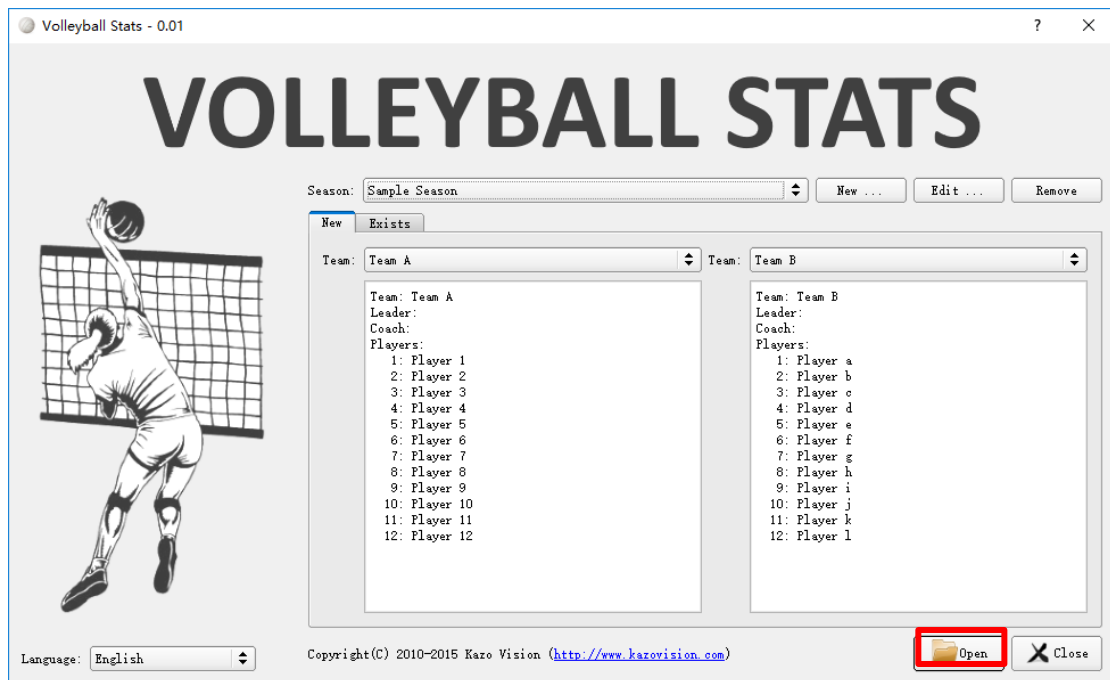 Volleyball Stats - 0.01 ?
VOLLEYBALL STATS
Season: Sample Season New ... Edit ... Remove
New Exists
Team: Team A Team: Team B
Team: Team A
Leader:
Coach:
Players:
1: Player 1
2: Player 2
3: Player 3
4: Player 4
5: Player 5
6: Player 6
7: Player 7
8: Player 8
9: Player 9
10: Player 10
11: Player 11
12: Player 12
Team: Team B
Leader:
Coach:
Players:
1: Player a
2: Player b
3: Player c
4: Player d
5: Player e
6: Player f
7: Player g
8: Player h
9: Player i
10: Player j
11: Player k
12: Player l
Language: English Copyright(C) 2010-2015 Kazo Vision (http://www.kazovision.com) Open Close